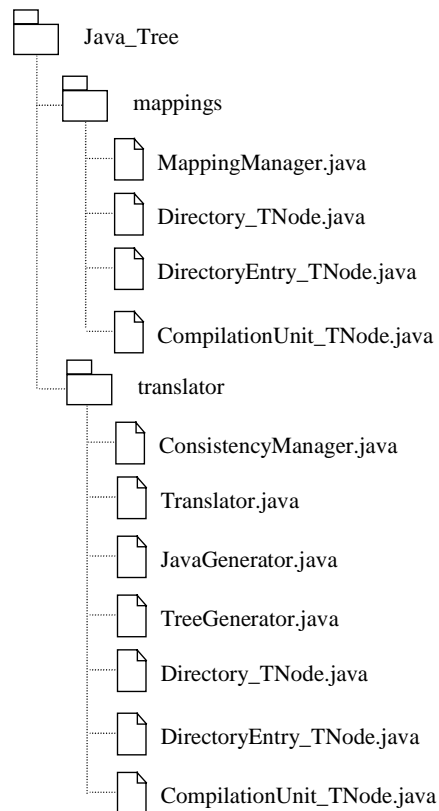 Java_Tree
mappings
MappingManager.java
Directory_TNode.java
DirectoryEntry_TNode.java
CompilationUnit_TNode.java
translator
ConsistencyManager.java
Translator.java
JavaGenerator.java
TreeGenerator.java
Directory_TNode.java
DirectoryEntry_TNode.java
CompilationUnit_TNode.java